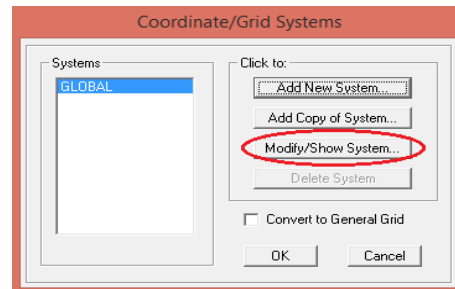 Coordinate/Grid Systems
Systems
GLOBAL
Click to:
Add New System...
Add Copy of System...
Modify/Show System...
Delete System
Convert to General Grid
OK
Cancel